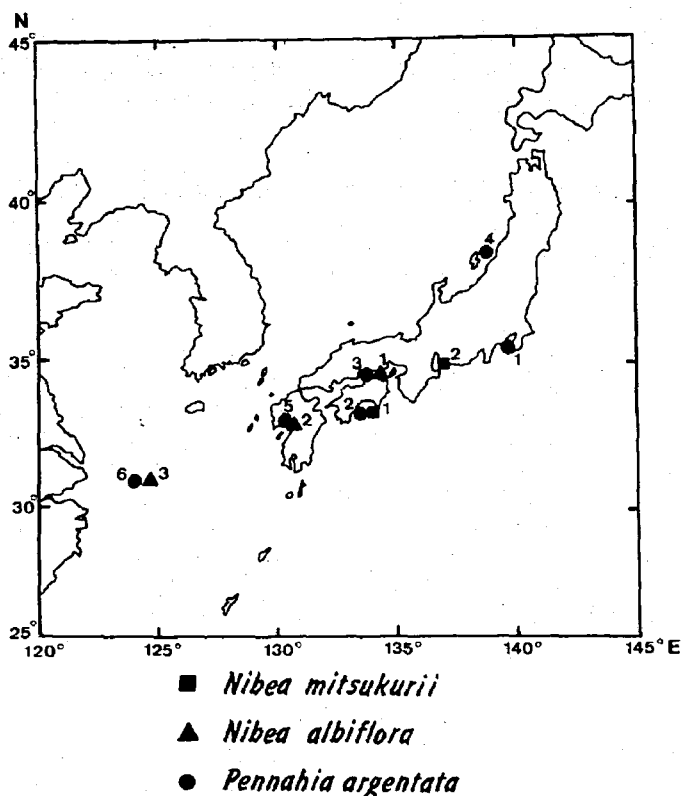 N
45°
40°
4
35°
3 1 2 1
5 2 2 1
6 3
30°
25°
120° 125° 130° 135° 140° 145° E
■ Nibea mitsukurii
▲ Nibea albiflora
● Pennahia argentata